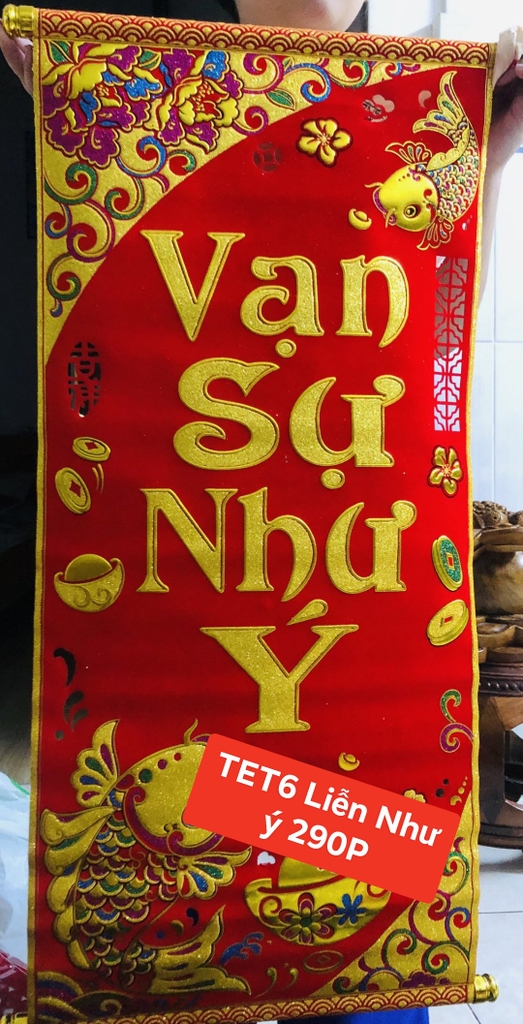 Vạn
Sự
Như
Ý
TET6 Liễn Như
ý 290P